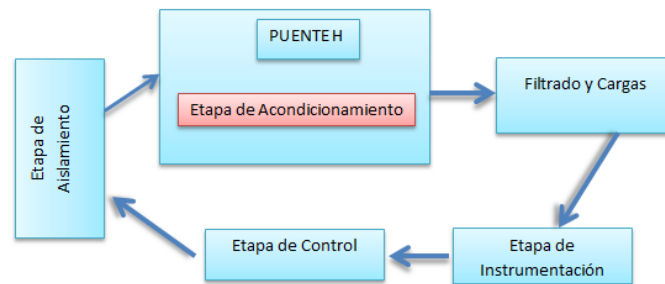 PUENTE H
Etapa de Acondicionamiento
Filtrado y Cargas
Etapa de
Aislamiento
Etapa de Control
Etapa de
Instrumentación